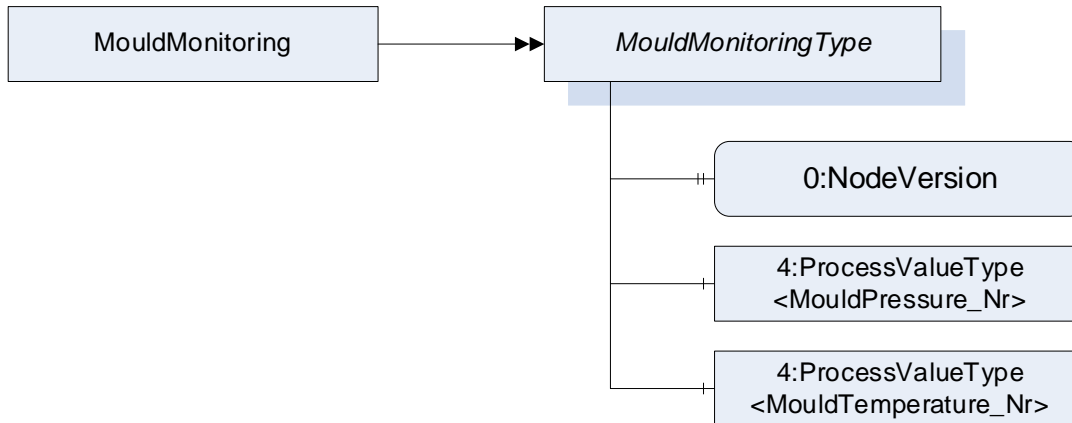 MouldMonitoring
MouldMonitoringType
0:NodeVersion
4:ProcessValueType
<MouldPressure_Nr>
4:ProcessValueType
<MouldTemperature_Nr>